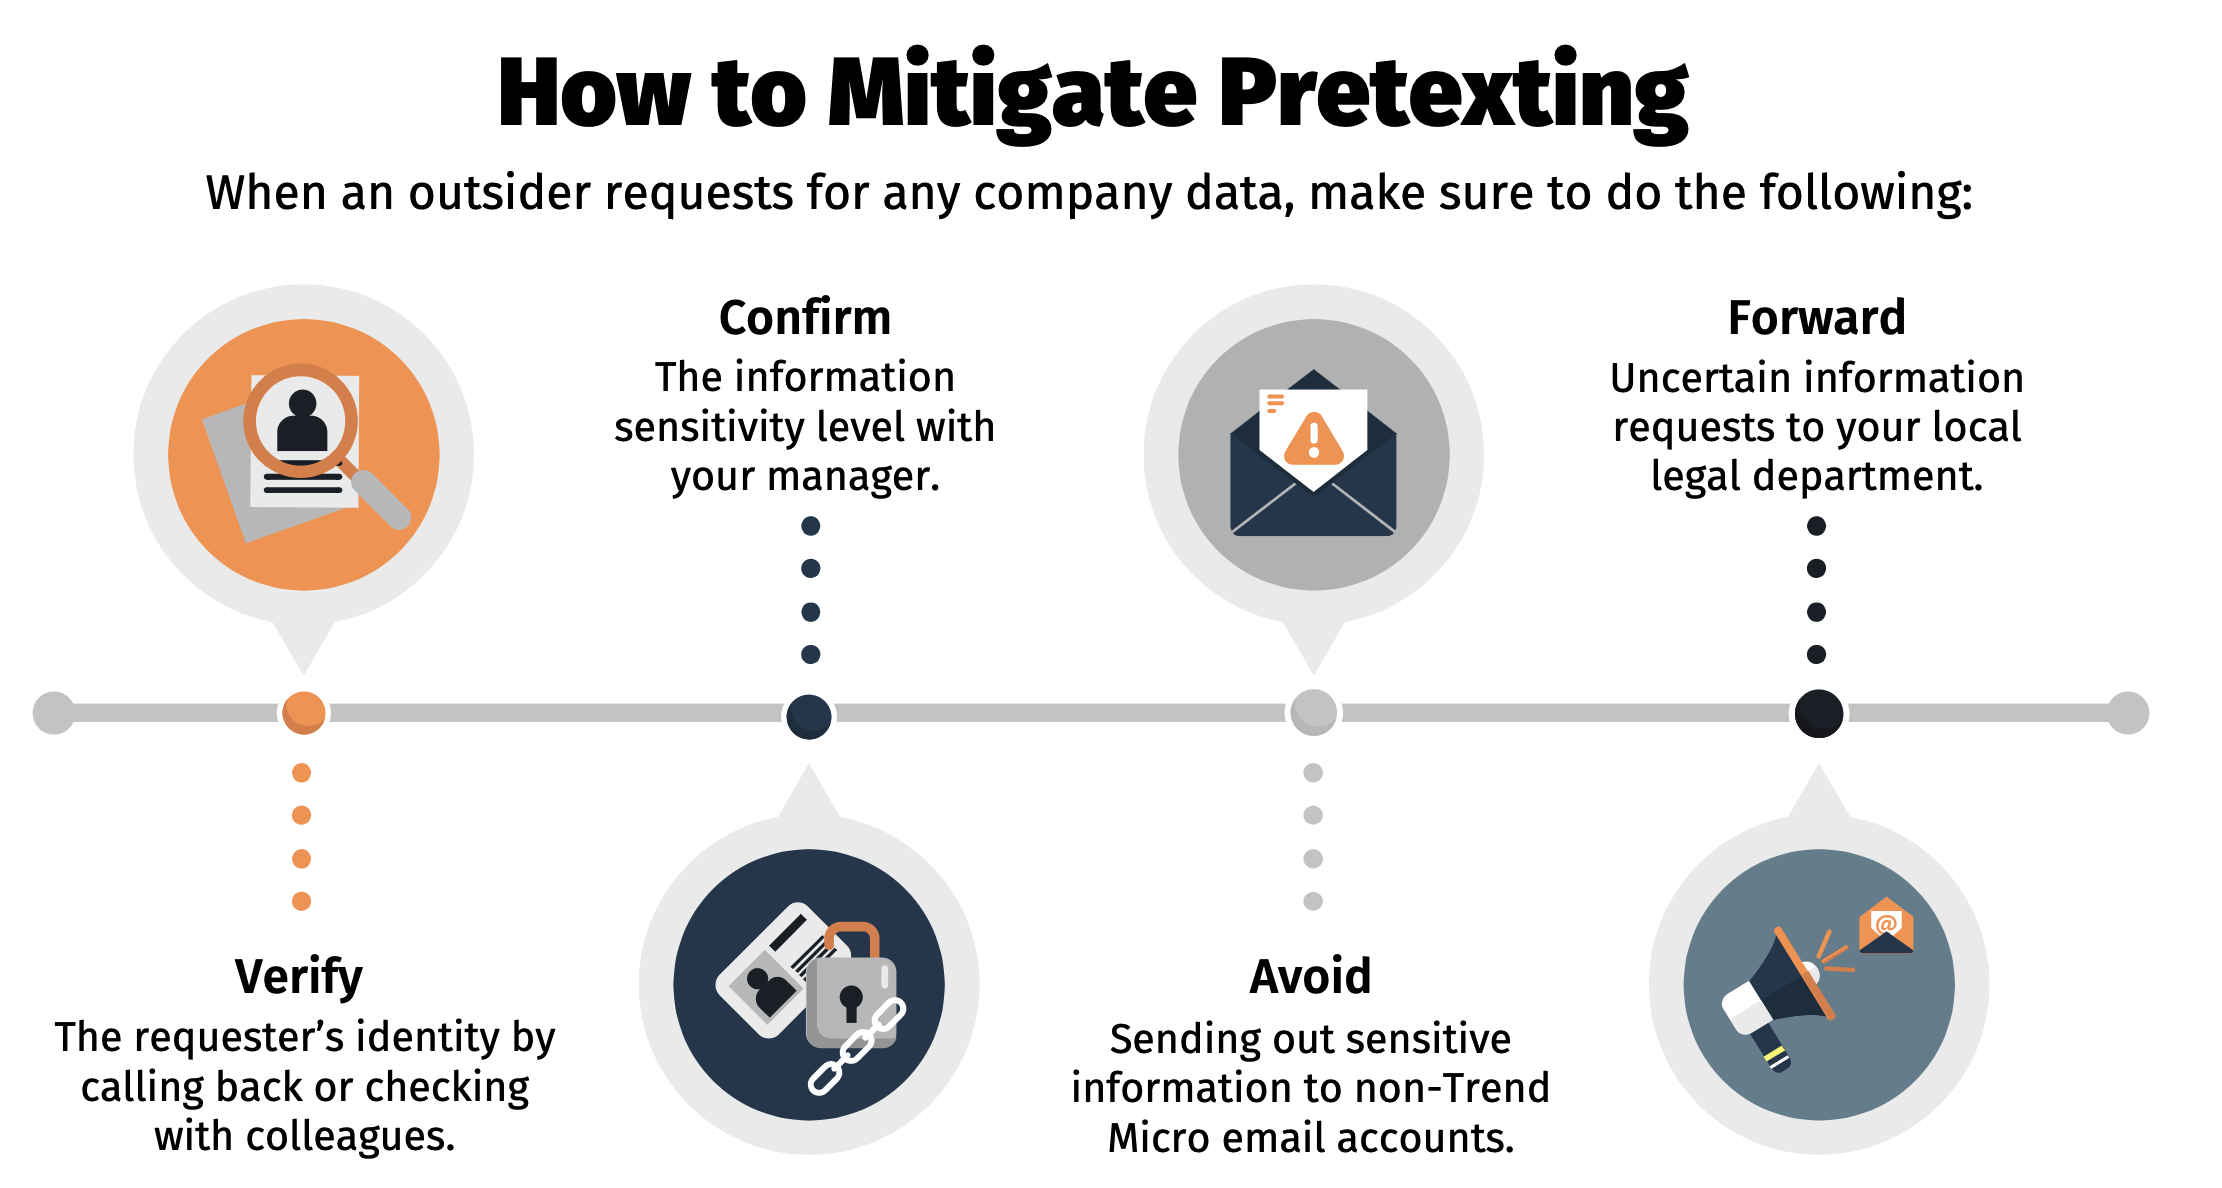 How to Mitigate Pretexting
When an outsider requests for any company data, make sure to do the following:
Verify
The requester's identity by
calling back or checking
with colleagues.
Confirm
The information
sensitivity level with
your manager.
Avoid
Sending out sensitive
information to non-Trend
Micro email accounts.
Forward
Uncertain information
requests to your local
legal department.
@